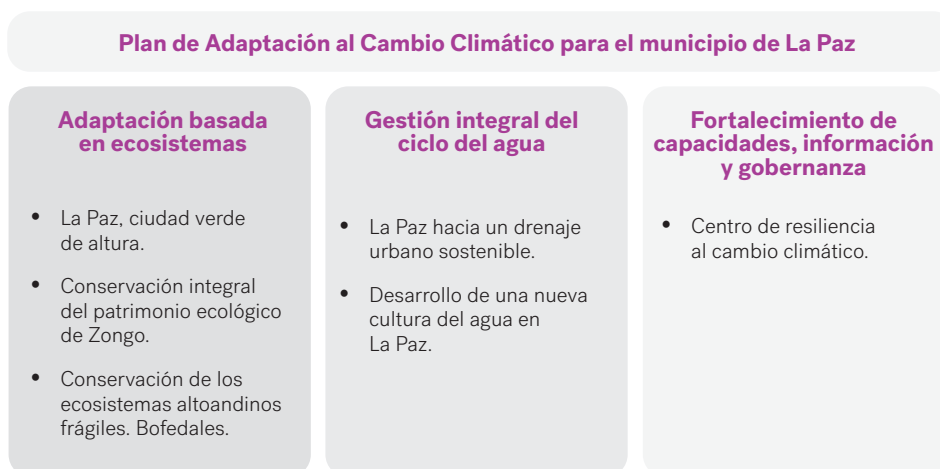 Plan de Adaptación al Cambio Climático para el municipio de La Paz
Adaptación basada
en ecosistemas
• La Paz, ciudad verde
de altura.
• Conservación integral
del patrimonio ecológico
de Zongo.
• Conservación de los
ecosistemas altoandinos
frágiles. Bofedales.
Gestión integral del
ciclo del agua
• La Paz hacia un drenaje
urbano sostenible.
• Desarrollo de una nueva
cultura del agua en
La Paz.
Fortalecimiento de
capacidades, información
y gobernanza
• Centro de resiliencia
al cambio climático.